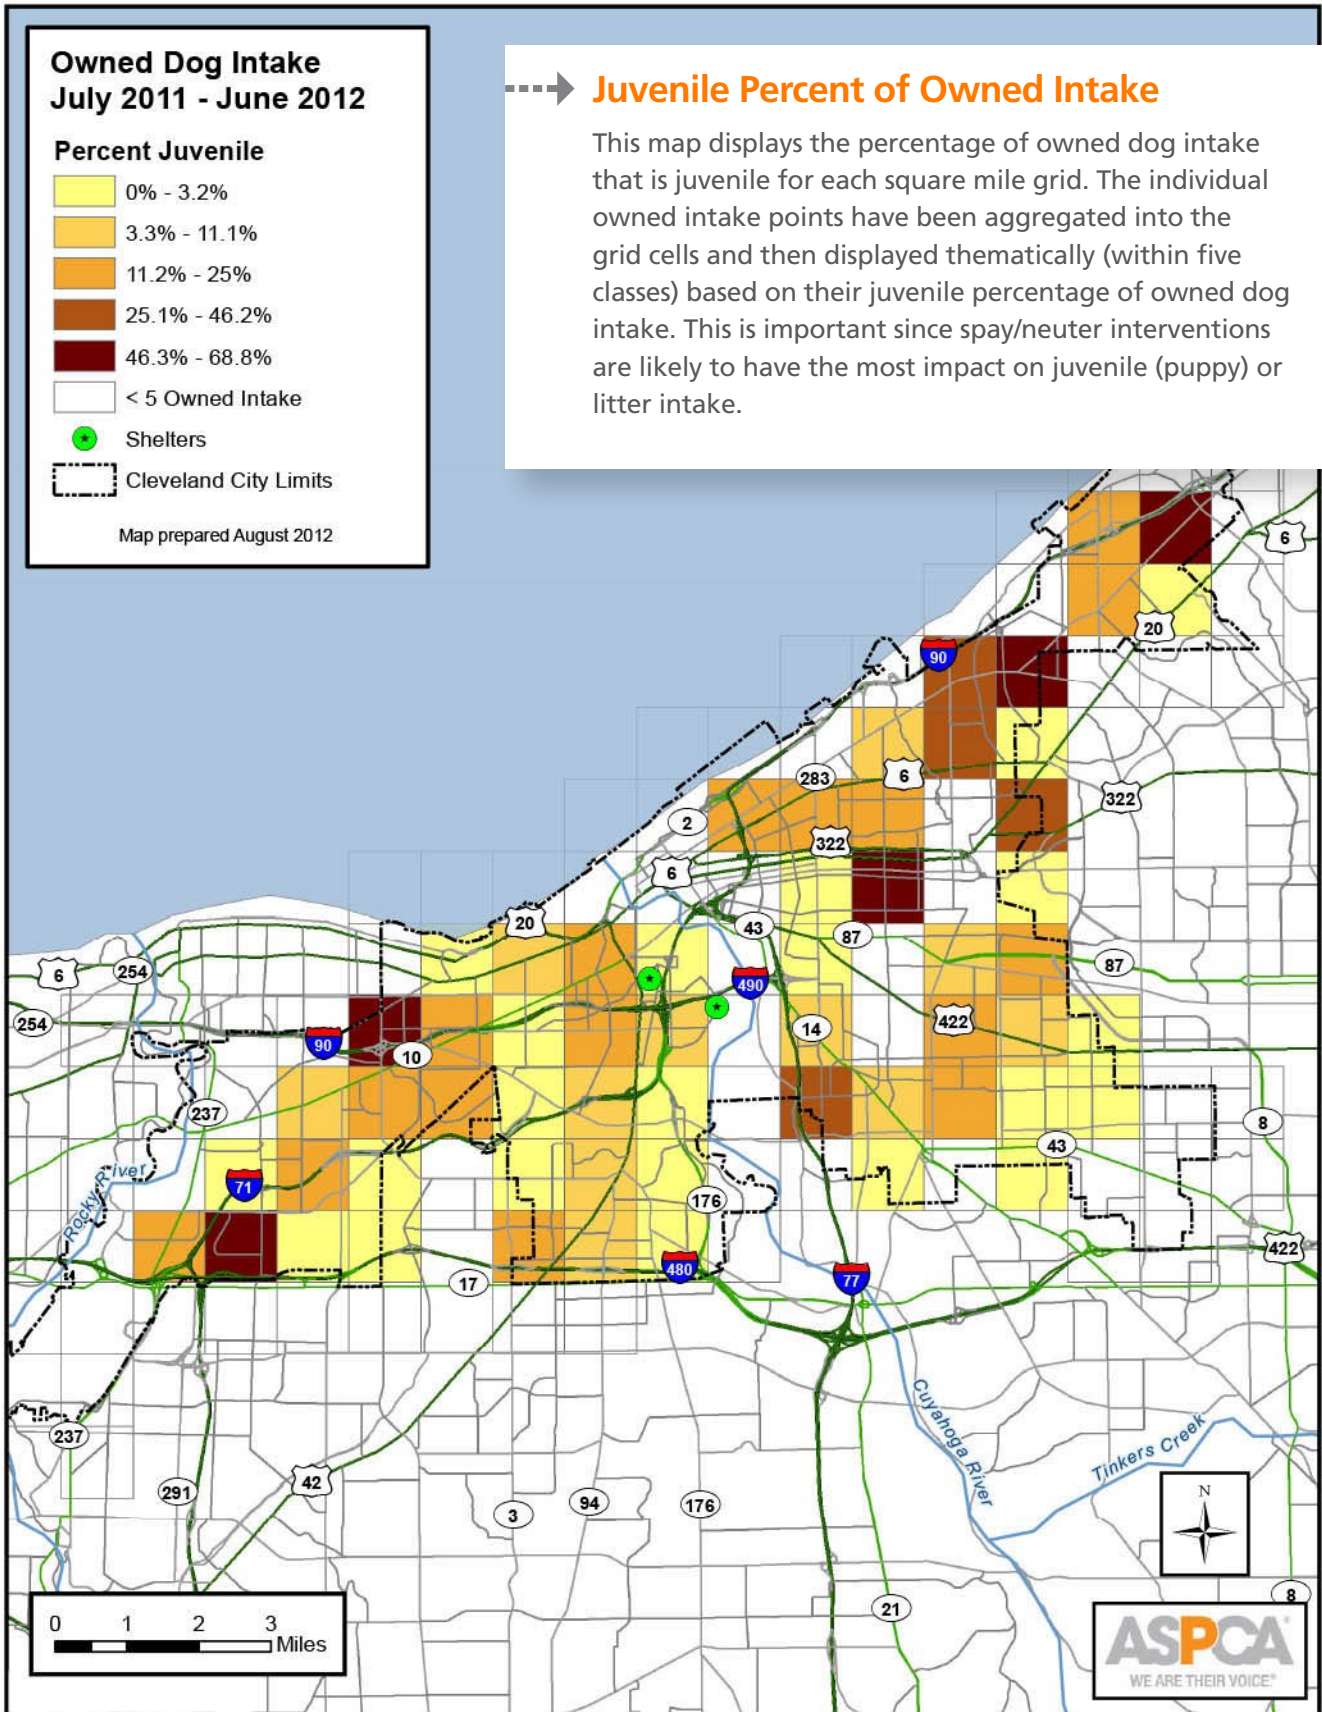 Owned Dog Intake
July 2011 - June 2012
Percent Juvenile
0% - 3.2%
3.3% - 11.1%
11.2% - 25%
25.1% - 46.2%
46.3% - 68.8%
< 5 Owned Intake
Shelters
Cleveland City Limits
Map prepared August 2012
Juvenile Percent of Owned Intake
This map displays the percentage of owned dog intake
that is juvenile for each square mile grid. The individual
owned intake points have been aggregated into the
grid cells and then displayed thematically (within five
classes) based on their juvenile percentage of owned dog
intake. This is important since spay/neuter interventions
are likely to have the most impact on juvenile (puppy) or
litter intake.
6
20
90
283
6
322
2
322
6
20
43
87
6
254
87
490
254
14
422
90
10
237
8
43
Rocky River
71
176
422
480
17
77
Cuyahoga River
237
Tinkers Creek
42
291
94
176
3
N
8
21
0 1 2 3
Miles
ASPCA
WE ARE THEIR VOICE®